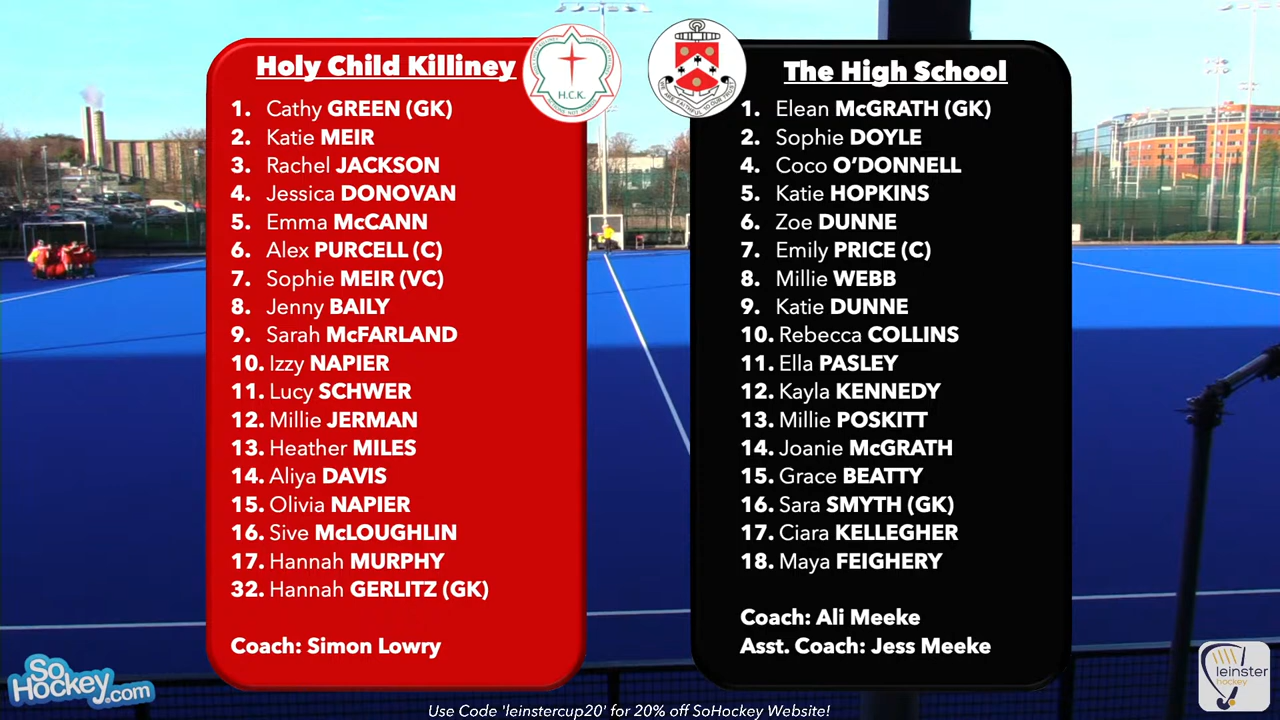 Holy Child Killiney
1. Cathy GREEN (GK)
2. Katie MEIR
3. Rachel JACKSON
4. Jessica DONOVAN
5. Emma McCANN
6. Alex PURCELL (C)
7. Sophie MEIR (VC)
8. Jenny BAILY
9. Sarah McFARLAND
10. Izzy NAPIER
11. Lucy SCHWER
12. Millie JERMAN
13. Heather MILES
14. Aliya DAVIS
15. Olivia NAPIER
16. Sive McLOUGHLIN
17. Hannah MURPHY
32. Hannah GERLITZ (GK)
Coach: Simon Lowry
H.C.K.
The High School
1. Elean McGRATH (GK)
2. Sophie DOYLE
4. Coco O’DONNELL
5. Katie HOPKINS
6. Zoe DUNNE
7. Emily PRICE (C)
8. Millie WEBB
9. Katie DUNNE
10. Rebecca COLLINS
11. Ella PASLEY
12. Kayla KENNEDY
13. Millie POSKITT
14. Joanie McGRATH
15. Grace BEATTY
16. Sara SMYTH (GK)
17. Ciara KELLEGHER
18. Maya FEIGHERY
Coach: Ali Meeke
Asst. Coach: Jess Meeke
So
Hockey.com
leinster
hockey
Use Code 'leinstercup20' for 20% off SoHockey Website!